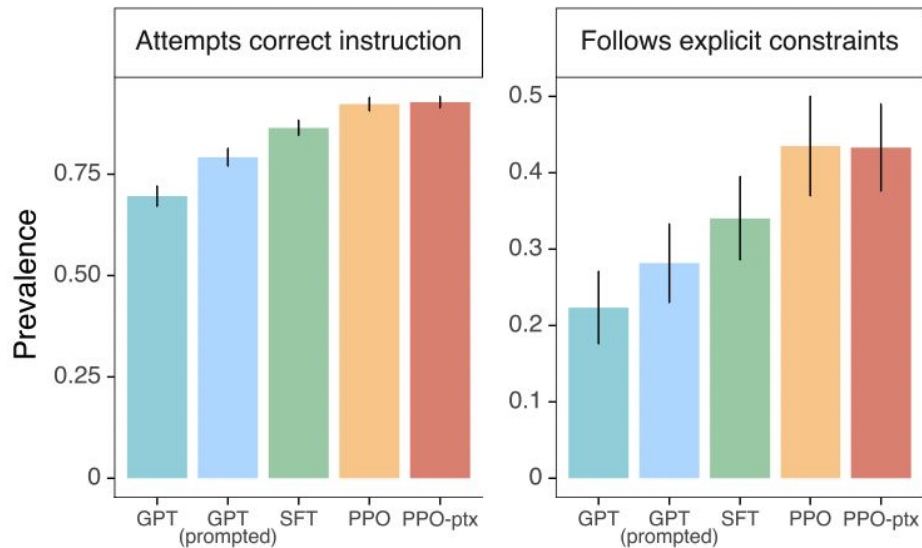 Attempts correct instruction
Follows explicit constraints
Prevalence
0.75
0.50
0.25
0
GPT
GPT
(prompted)
SFT
PPO
PPO-ptx
0.5
0.4
0.3
0.2
0.1
0
GPT
GPT
(prompted)
SFT
PPO
PPO-ptx